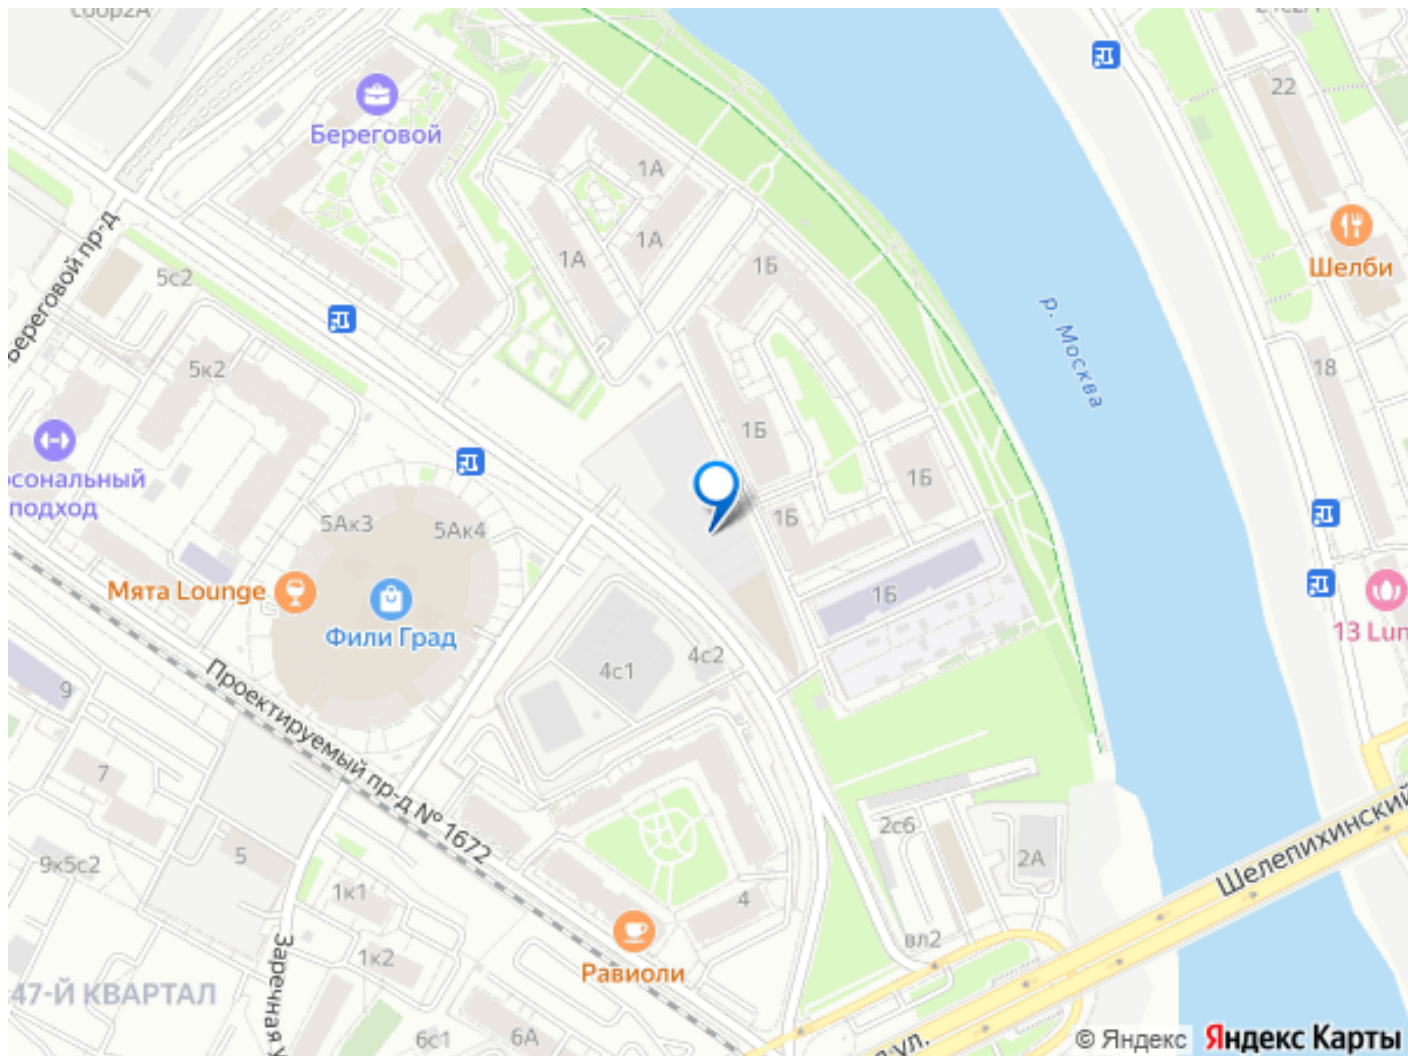 22
Береговой
1А
1А
1А
1Б
Шелби
Береговой пр-д
5с2
р. Москва
5к2
18
1Б
1Б
1Б
подход
5Ак3
5Ак4
Мята Lounge
Фили Град
1Б
13 Lun
4с1
4с2
9
Проектируемый пр-д № 1672
7
5
9к5с2
1к1
1к2
Заречная
47-Й КВАРТАЛ
4
Равиоли
6с1
6А
2с6
2А
вл2
Шелепихинский
ул.
© Яндекс
Яндекс Карты